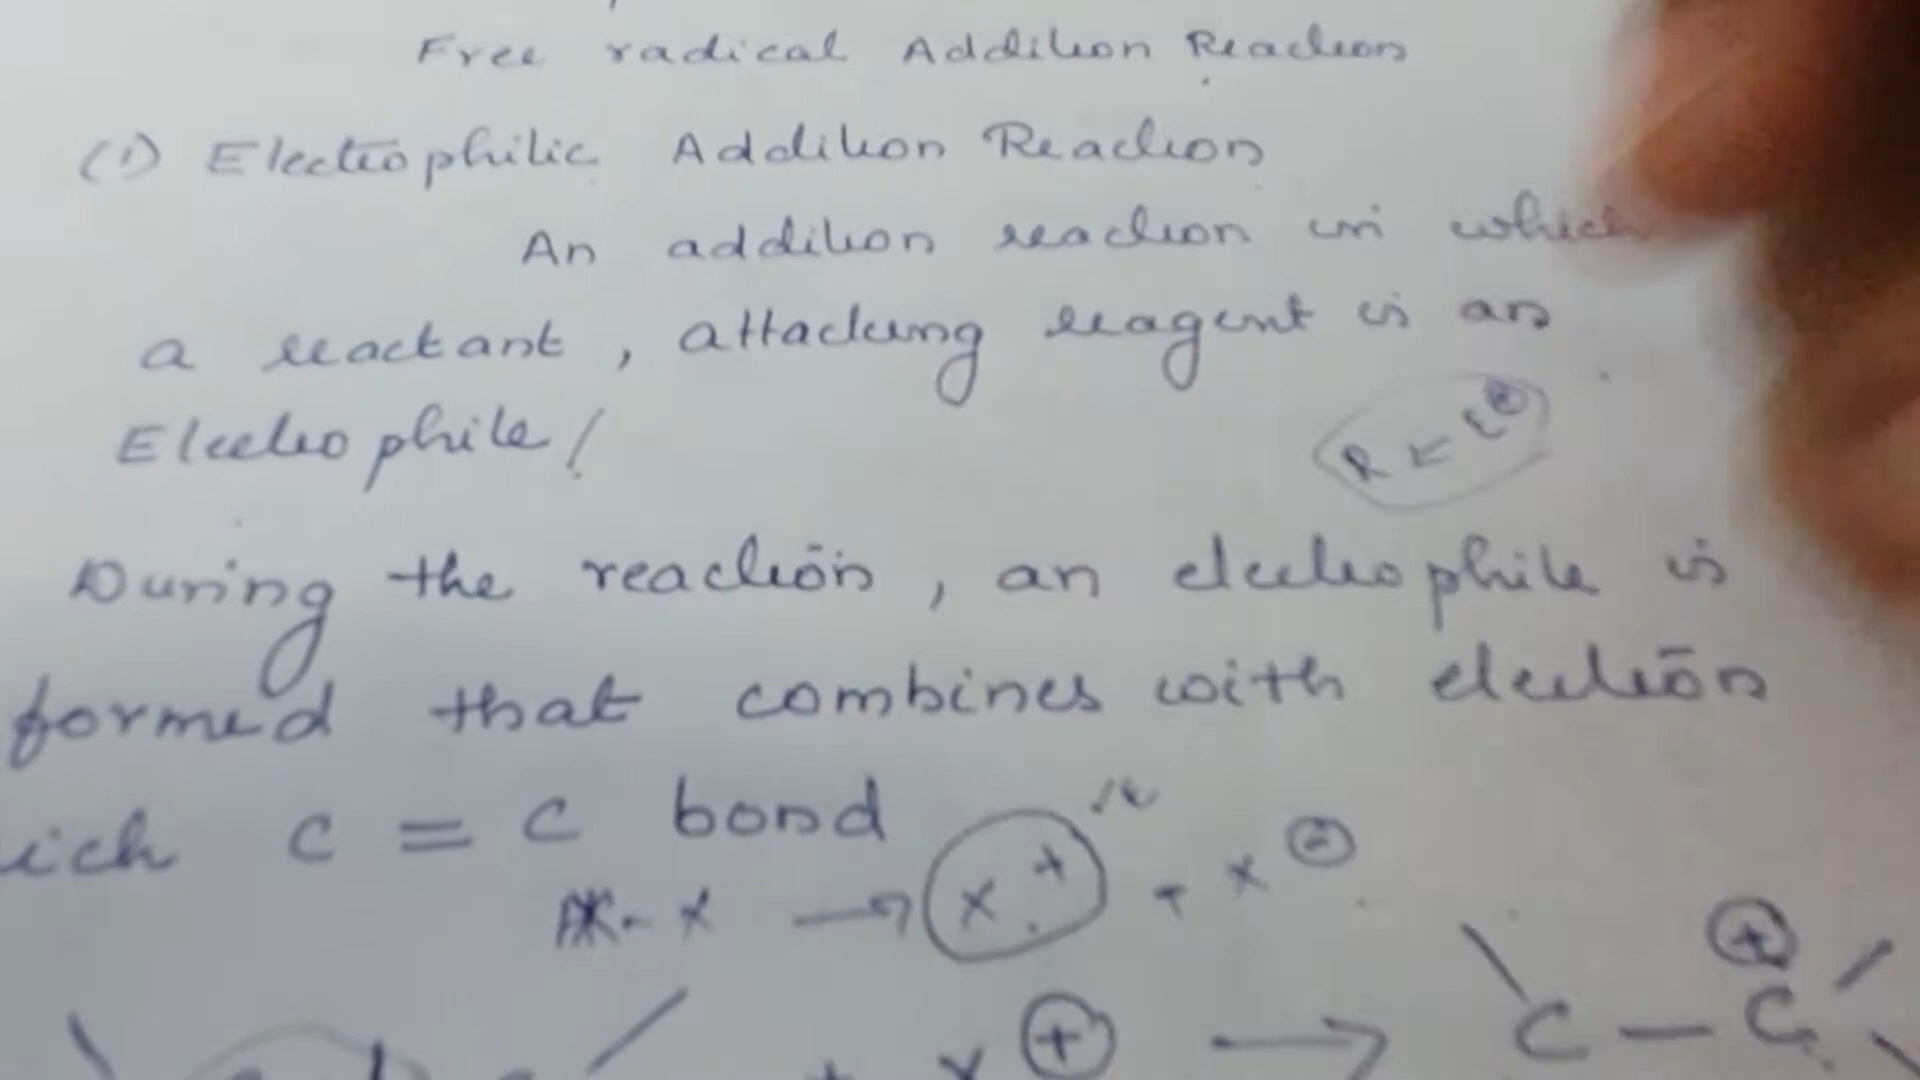 Free radical Addition Reaction
(1) Electrophilic Addition Reaction
An addition reaction in which
a reactant, attacking reagent is an
Electrophile/
R ← E⊕
During the reaction, an electrophile is
formed that combines with electron
ich C = C bond
X - X → X + + X ⊖
+ X ⊕ → C - C ⊕